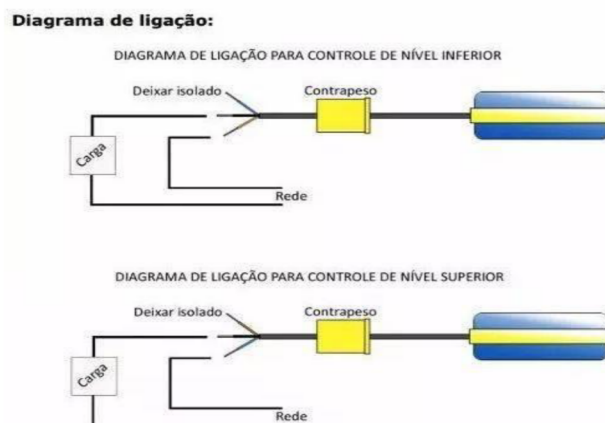 Diagrama de ligação:
DIAGRAMA DE LIGAÇÃO PARA CONTROLE DE NÍVEL INFERIOR
Deixar isolado
Contrapeso
Carga
Rede
DIAGRAMA DE LIGAÇÃO PARA CONTROLE DE NÍVEL SUPERIOR
Deixar isolado
Contrapeso
Carga
Rede